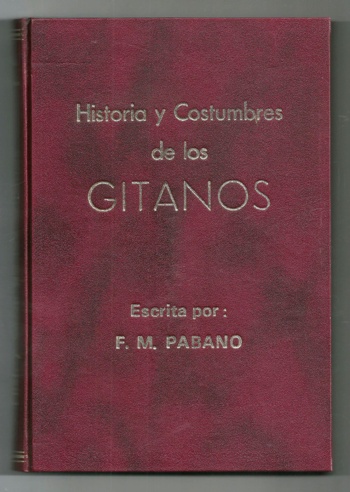 Historia y Costumbres
de los
GITANOS
Escrita por:
F. M. PABANO